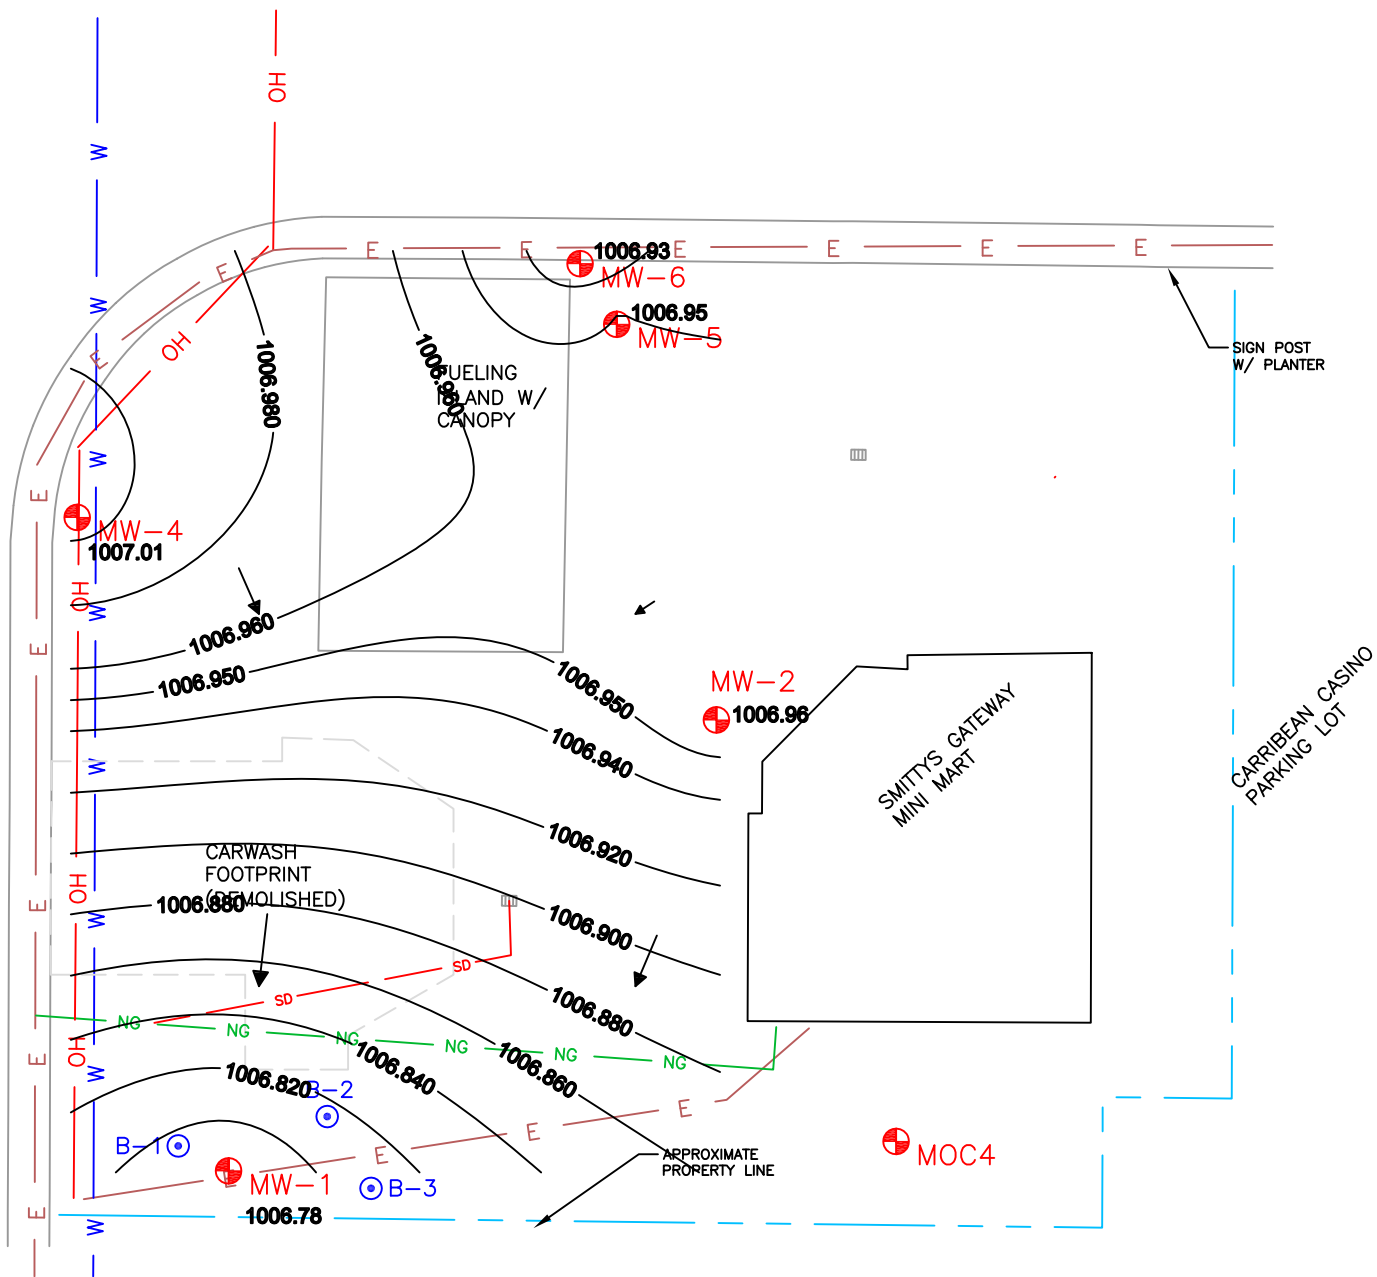 OH
W
1006.93
E
E
E
E
E
E
E
MW-6
W
1006.95
MW-5
OH
SIGN POST
W/ PLANTER
E
1006.980
1006.960
FUELING
ISLAND W/
CANOPY
W
E
MW-4
1007.01
OH
W
E
1006.960
1006.950
1006.950
MW-2
1006.96
SMITTYS GATEWAY
MINI MART
CARRIBEAN CASINO
PARKING LOT
1006.940
W
1006.920
CARWASH
FOOTPRINT
(DEMOLISHED)
OH
E
1006.880
W
1006.900
SD
SD
1006.880
NG
NG
NG
NG
NG
NG
OH
E
W
1006.820
1006.840
1006.860
B-2
E
E
B-1
E
APPROXIMATE
PROPERTY LINE
MOC4
E
MW-1
B-3
1006.78
E
W